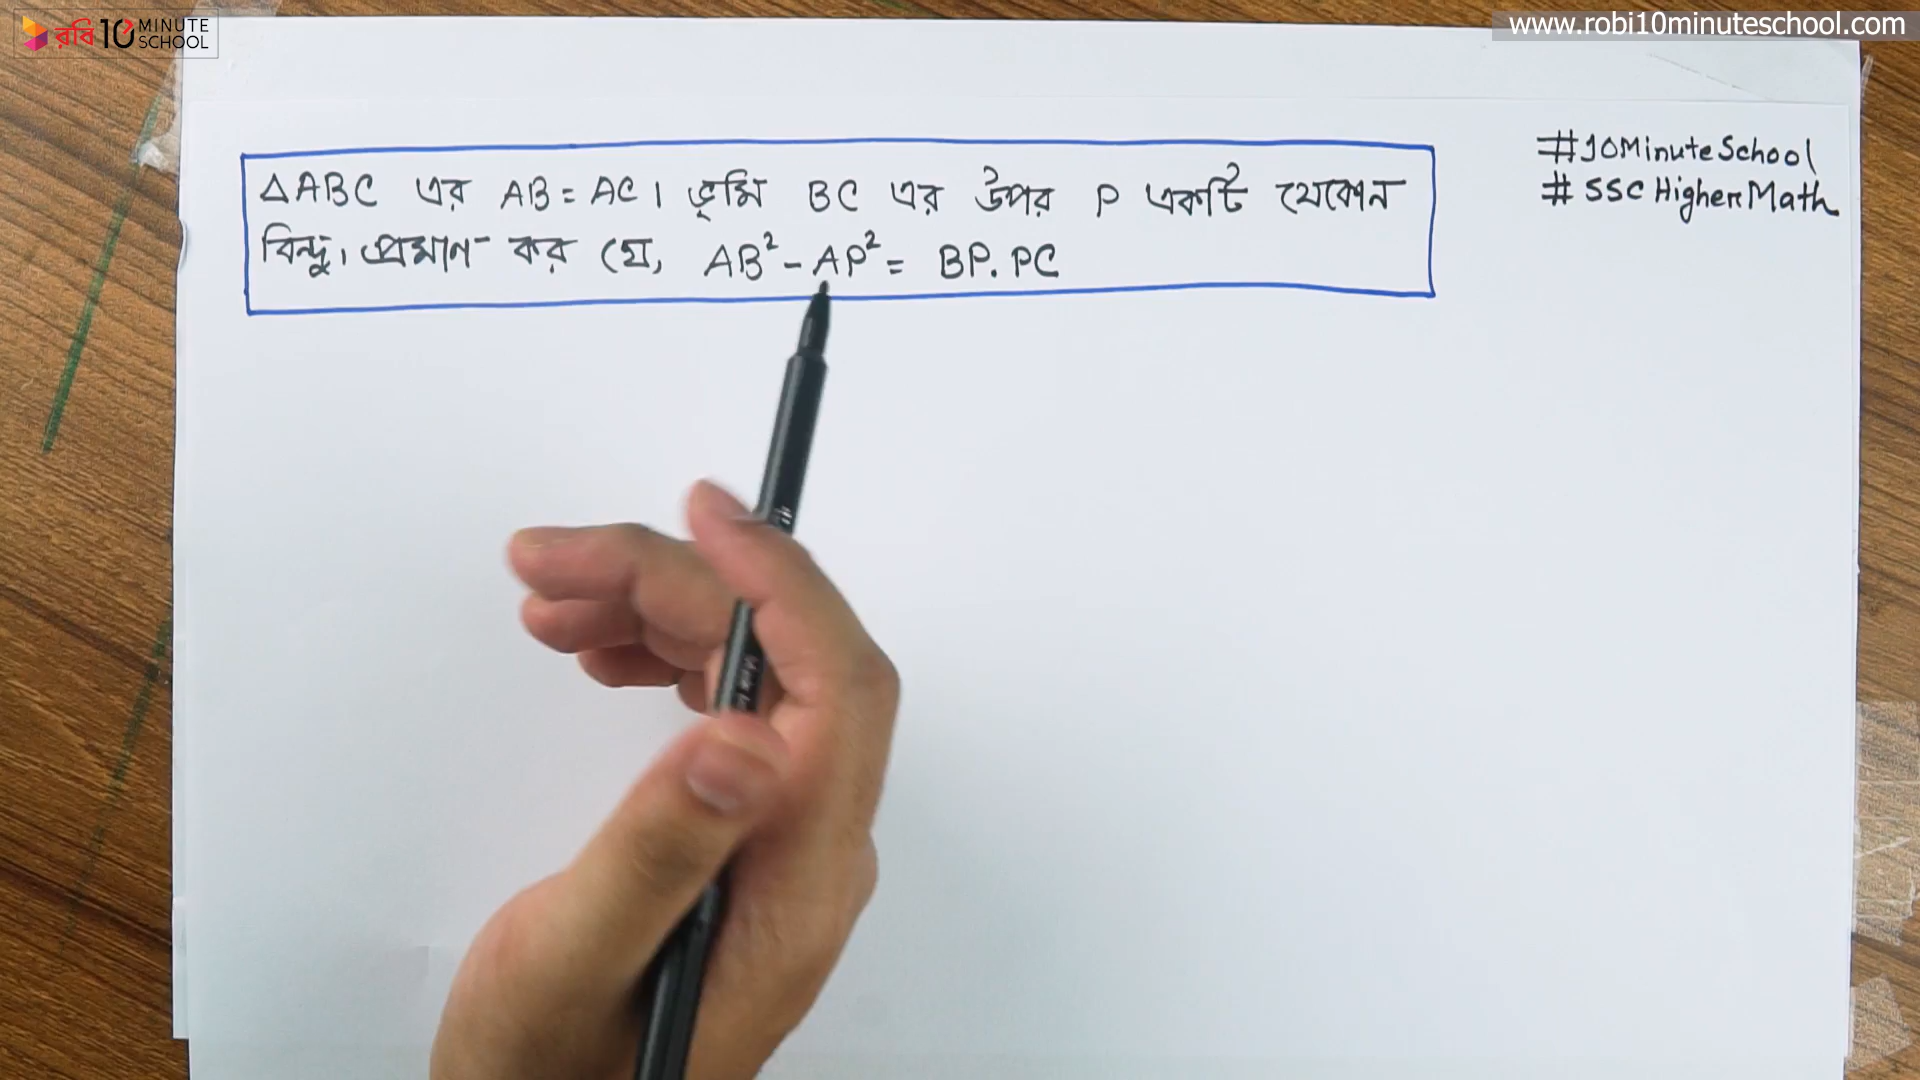 রবি 10 MINUTE SCHOOL
www.robi10minuteschool.com
#10MinuteSchool
#SSCHigherMath
ΔABC এর AB = AC। ভূমি BC এর উপর P একটি যেকোন
বিন্দু। প্রমাণ কর যে, AB² - AP² = BP. PC